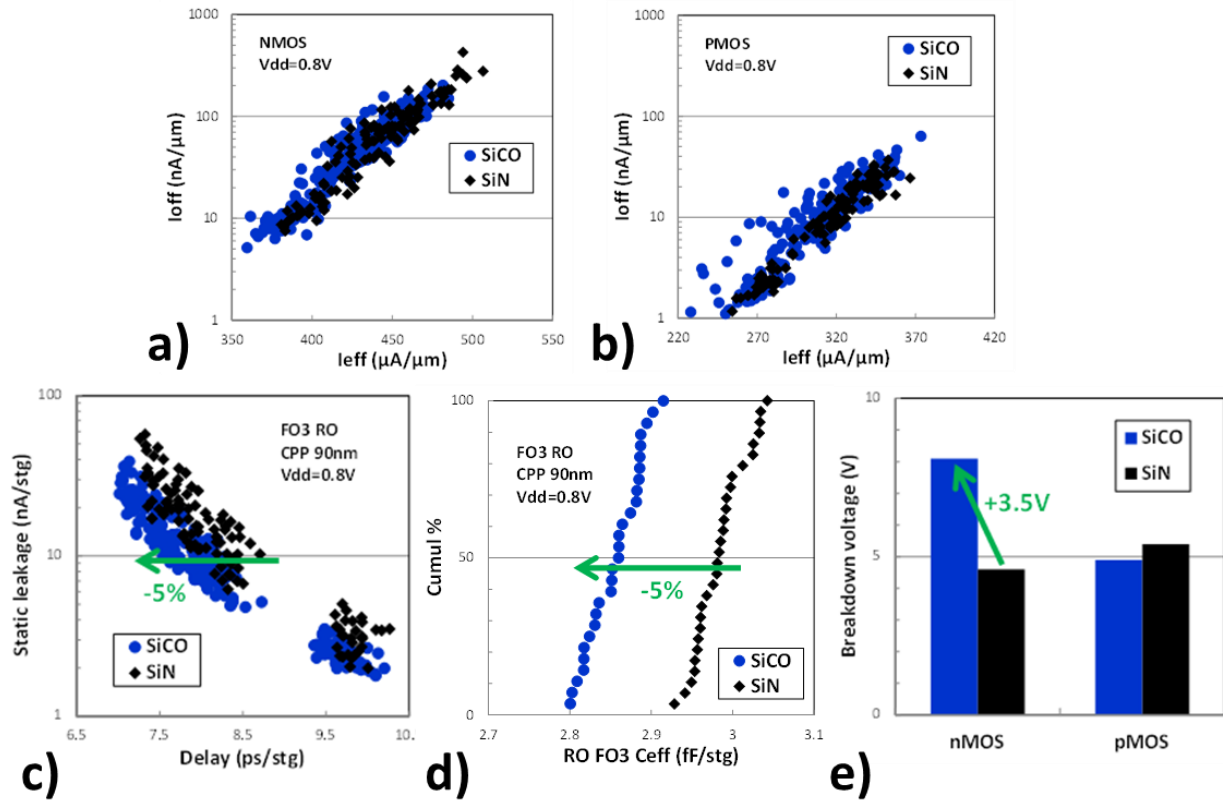 1000
100
10
1
Ioff (nA/µm)
NMOS
Vdd=0.8V
SiCO
SiN
350
400
450
500
550
Ieff (µA/µm)
a)
1000
100
10
1
Ioff (nA/µm)
PMOS
Vdd=0.8V
SiCO
SiN
220
270
320
370
420
Ieff (µA/µm)
b)
100
10
1
Static leakage (nA/stg)
FO3 RO
CPP 90nm
Vdd=0.8V
-5%
SiCO
SiN
6.5
7.5
8.5
9.5
10.
Delay (ps/stg)
c)
100
50
0
Cumul %
FO3 RO
CPP 90nm
Vdd=0.8V
-5%
SiCO
SiN
2.7
2.8
2.9
3
3.1
RO FO3 Ceff (fF/stg)
d)
10
5
0
Breakdown voltage (V)
SiCO
SiN
+3.5V
nMOS
pMOS
e)